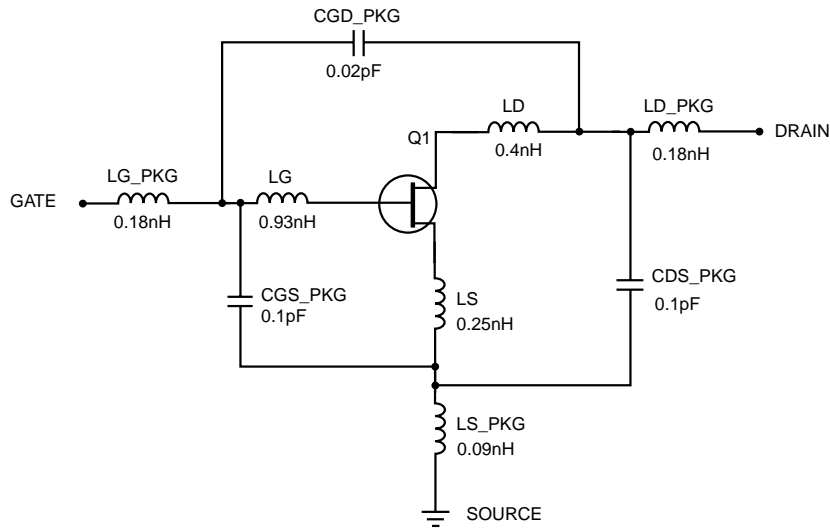 CGD_PKG
0.02pF
LD
LD_PKG
Q1
DRAIN
0.4nH
0.18nH
LG_PKG
LG
GATE
0.18nH
0.93nH
CGS_PKG
0.1pF
LS
0.25nH
CDS_PKG
0.1pF
LS_PKG
0.09nH
SOURCE